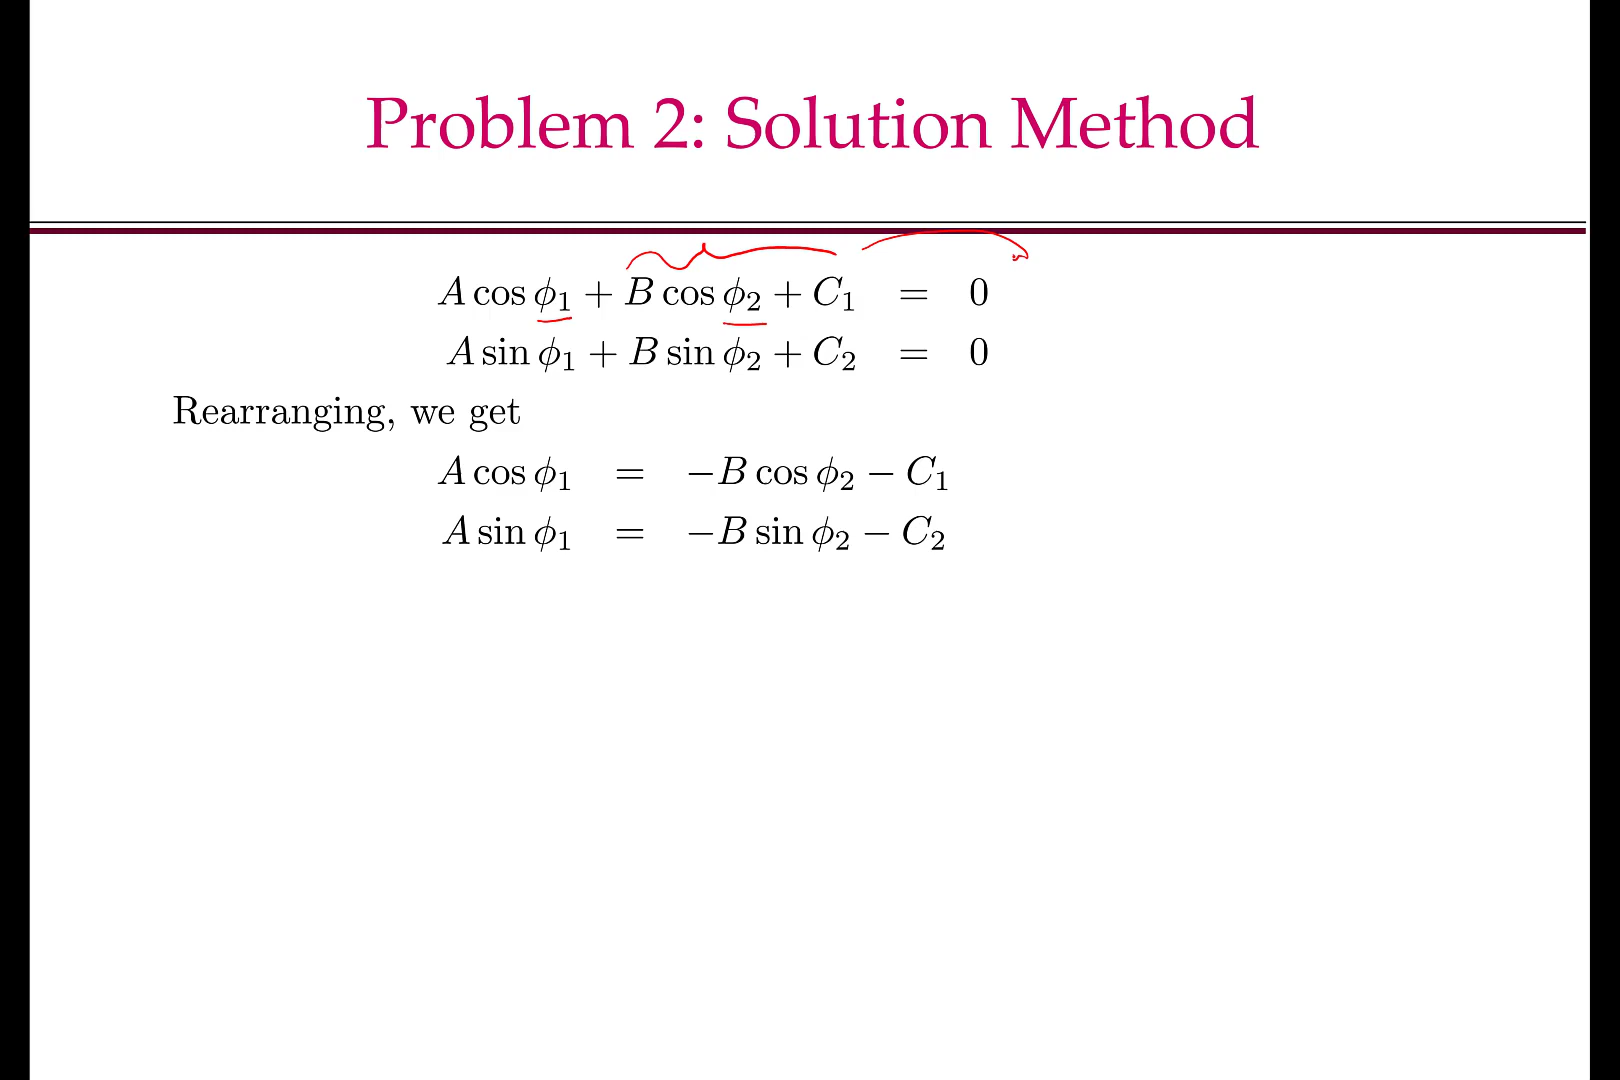 Problem 2: Solution Method
A cos ϕ₁ + B cos ϕ₂ + C₁ = 0
A sin ϕ₁ + B sin ϕ₂ + C₂ = 0
Rearranging, we get
A cos ϕ₁ = −B cos ϕ₂ − C₁
A sin ϕ₁ = −B sin ϕ₂ − C₂